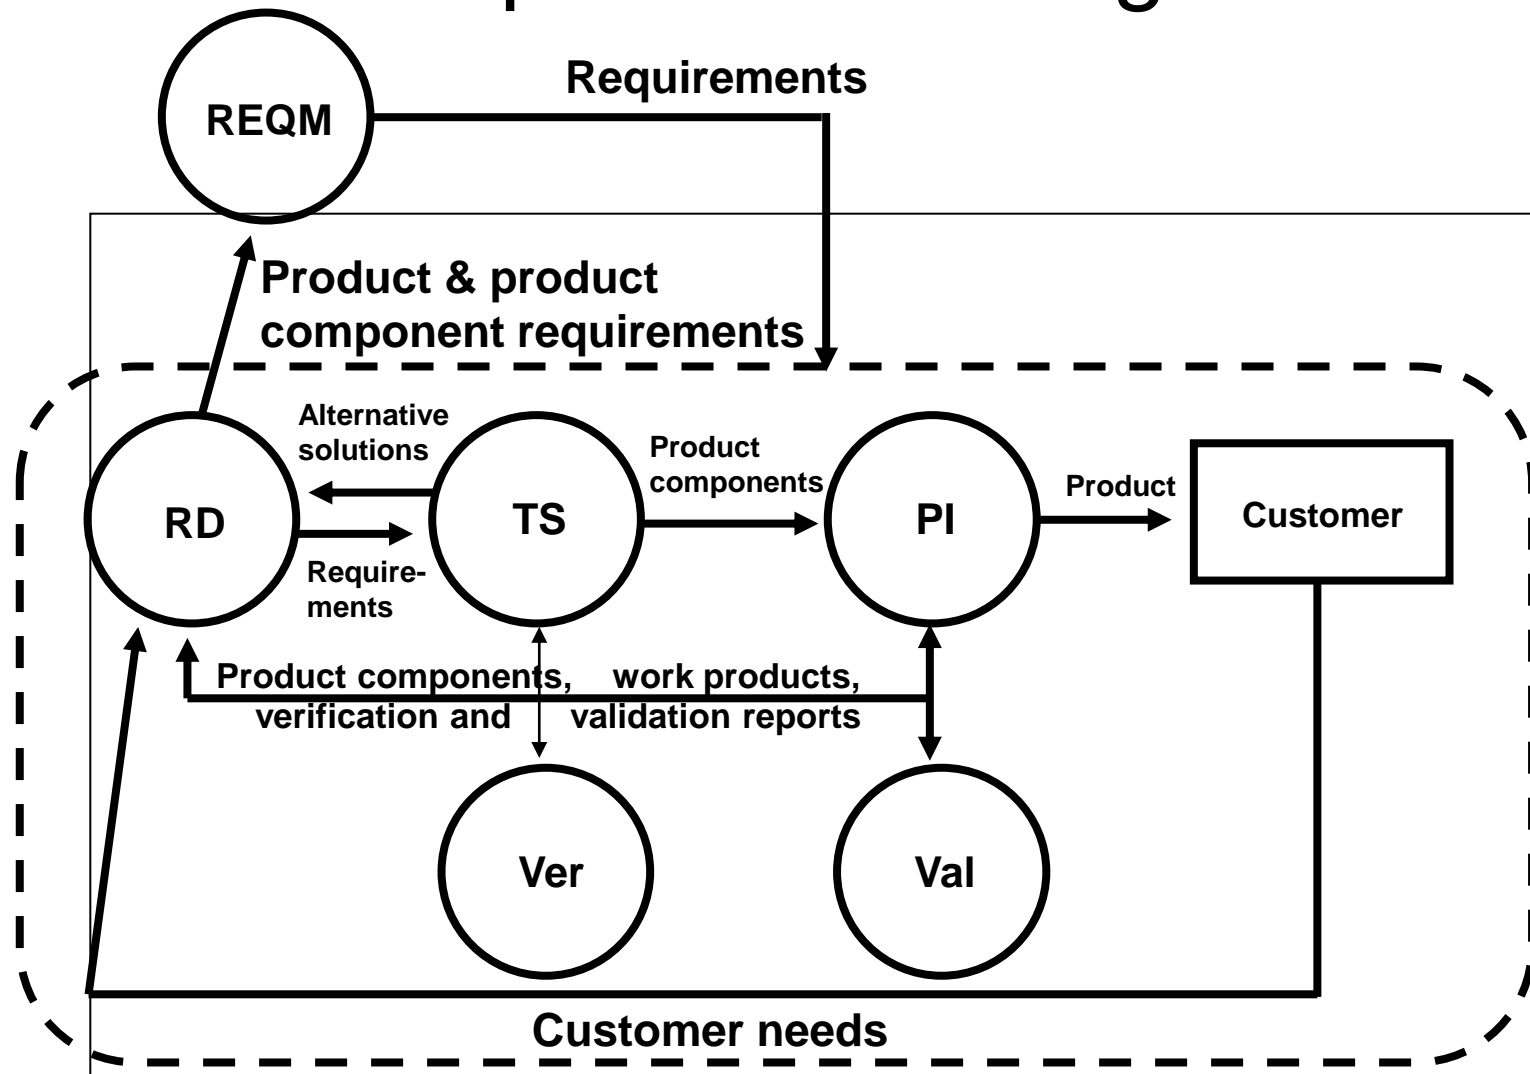 Requirements
REQM
Product & product
component requirements
Alternative
solutions
Product
components
Product
RD
TS
PI
Customer
Require-
ments
Product components, work products,
verification and validation reports
Ver
Val
Customer needs